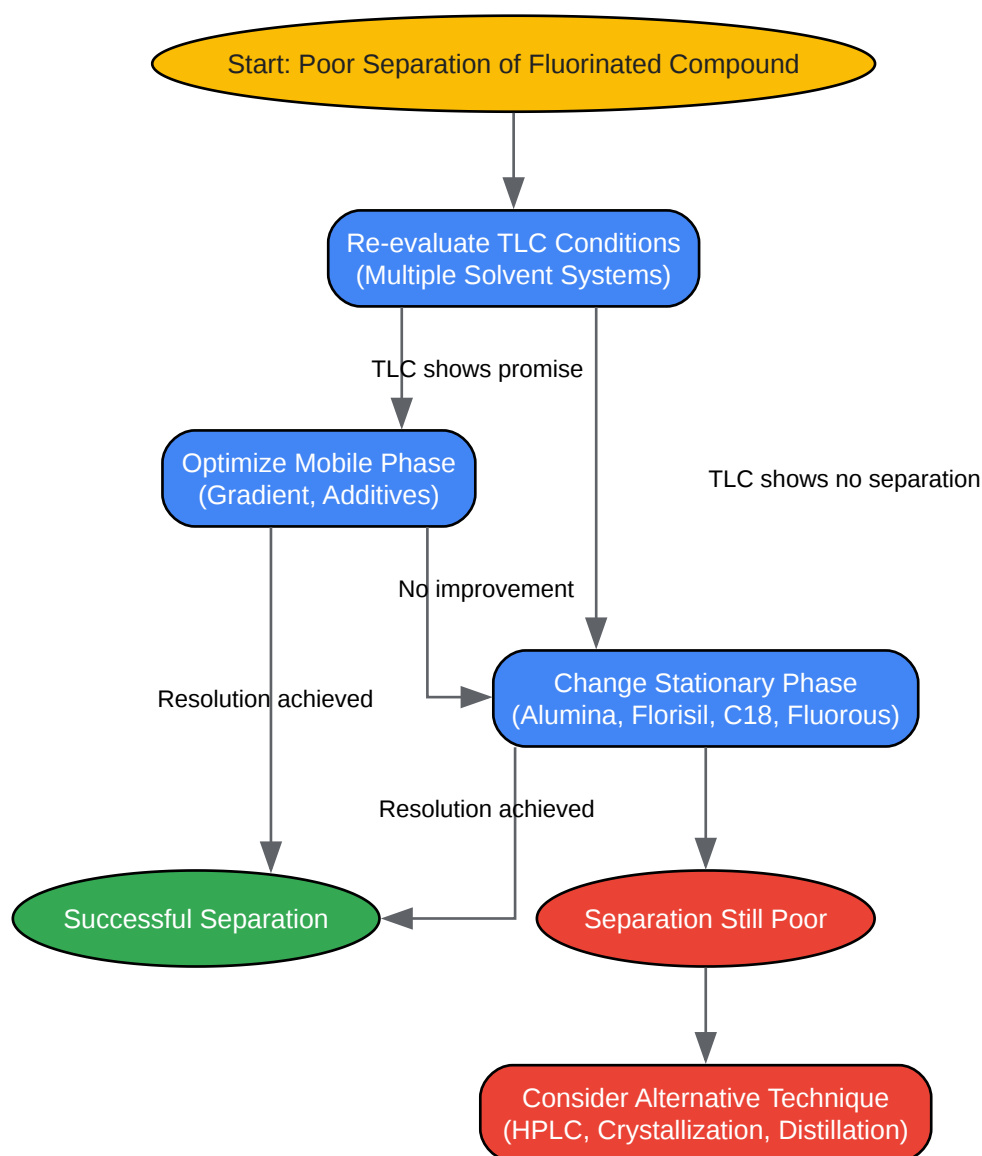 Start: Poor Separation of Fluorinated Compound
Re-evaluate TLC Conditions
(Multiple Solvent Systems)
TLC shows promise
Optimize Mobile Phase
(Gradient, Additives)
TLC shows no separation
No improvement
Change Stationary Phase
(Alumina, Florisil, C18, Fluorous)
Resolution achieved
Resolution achieved
Successful Separation
Separation Still Poor
Consider Alternative Technique
(HPLC, Crystallization, Distillation)